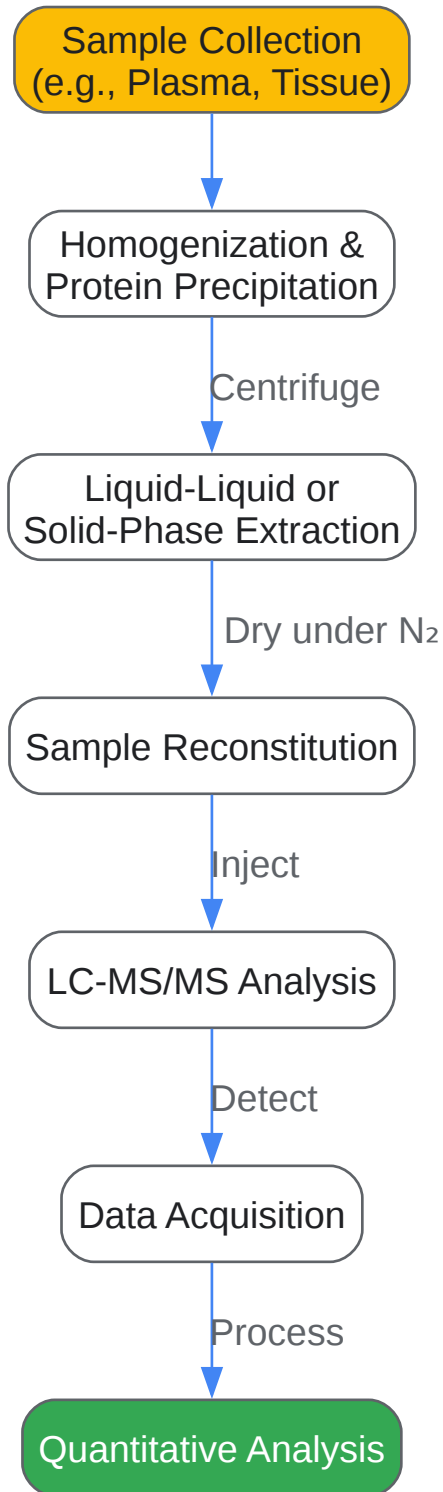 Sample Collection
(e.g., Plasma, Tissue)
Homogenization &
Protein Precipitation
Centrifuge
Liquid-Liquid or
Solid-Phase Extraction
Dry under N₂
Sample Reconstitution
Inject
LC-MS/MS Analysis
Detect
Data Acquisition
Process
Quantitative Analysis